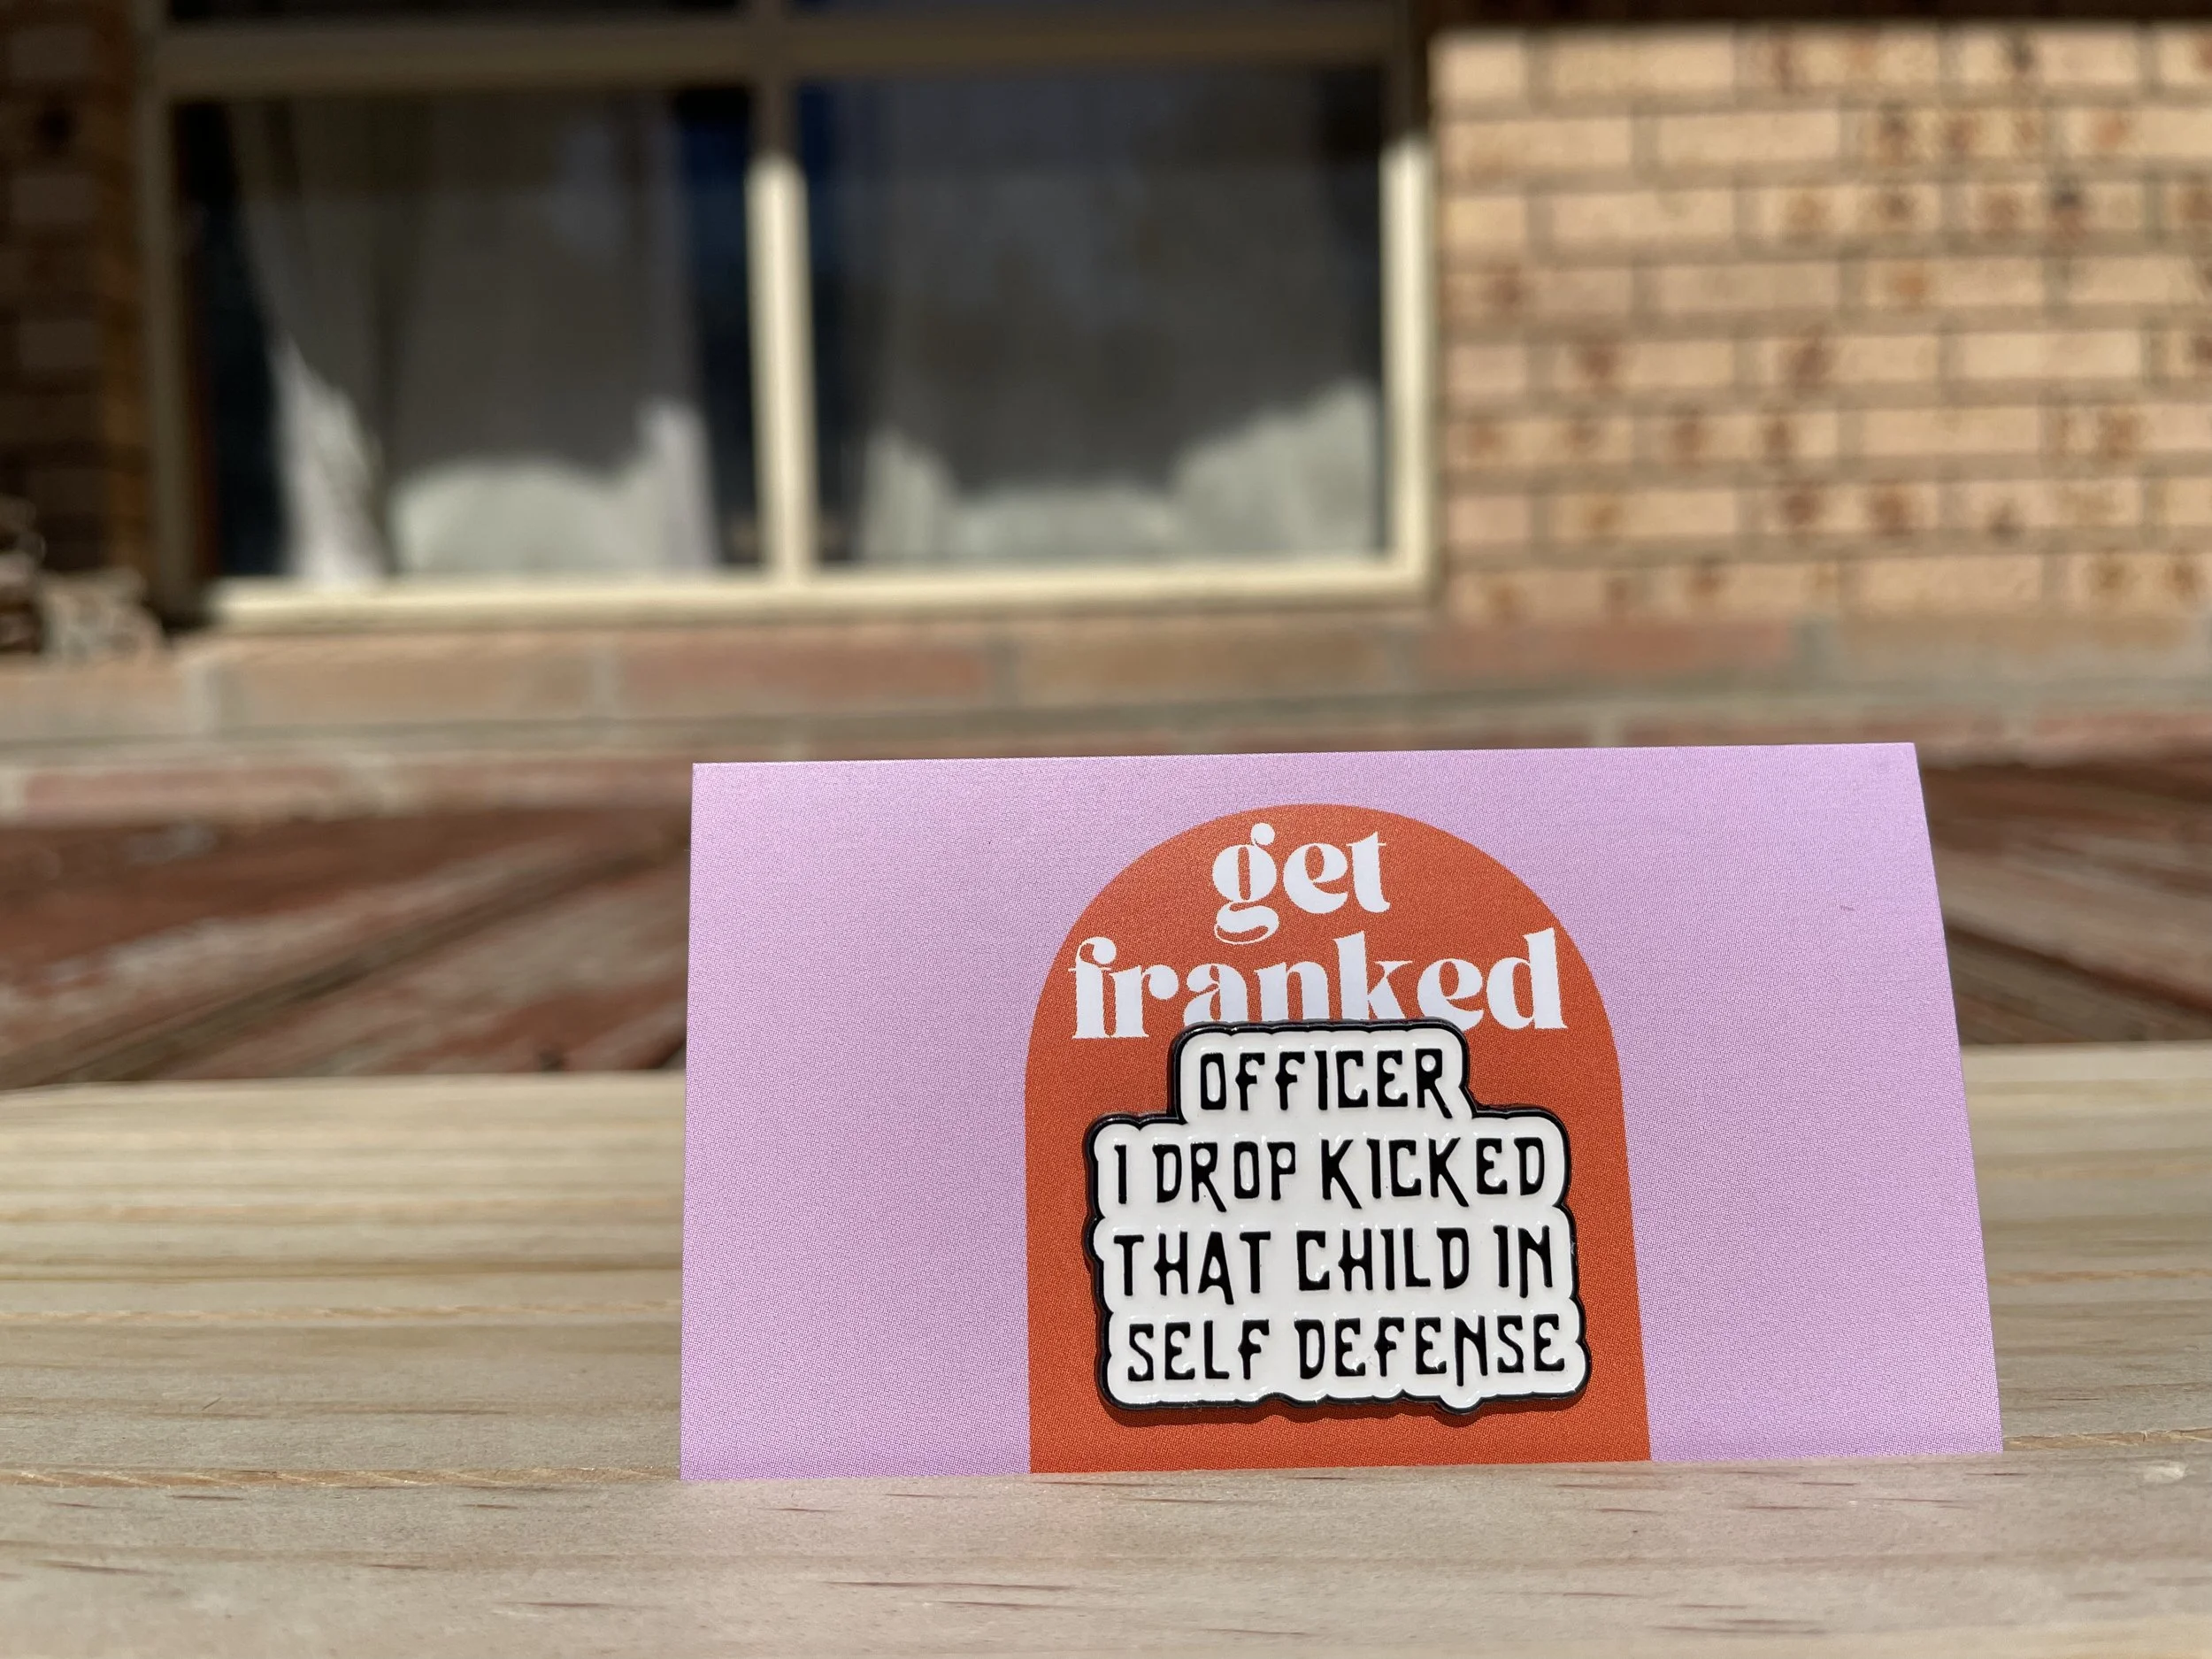 get
franked
OFFICER
I DROP KICKED
THAT CHILD IN
SELF DEFENSE